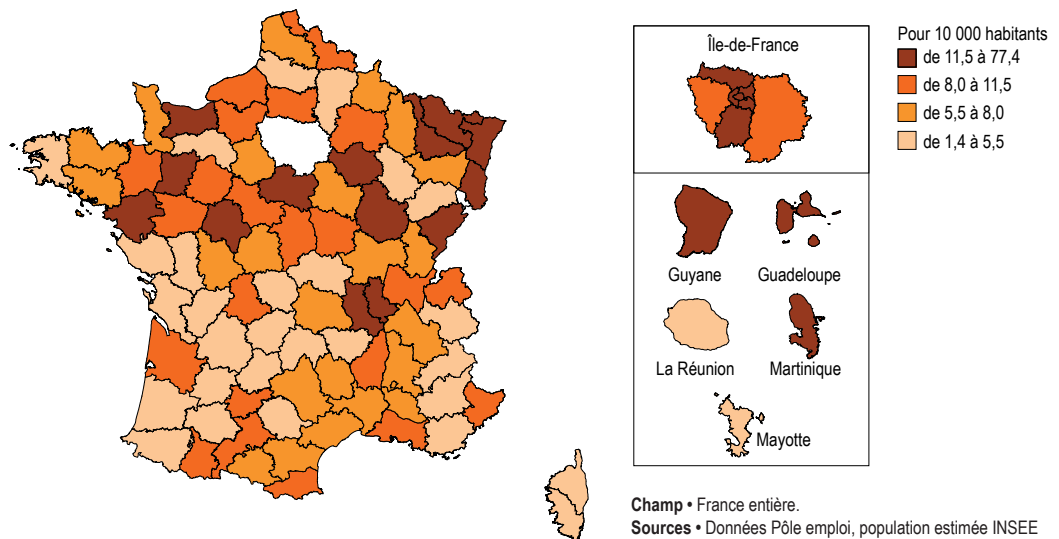 Île-de-France
Pour 10 000 habitants
de 11,5 à 77,4
de 8,0 à 11,5
de 5,5 à 8,0
de 1,4 à 5,5
Guyane
Guadeloupe
La Réunion
Martinique
Mayotte
Champ • France entière.
Sources • Données Pôle emploi, population estimée INSEE